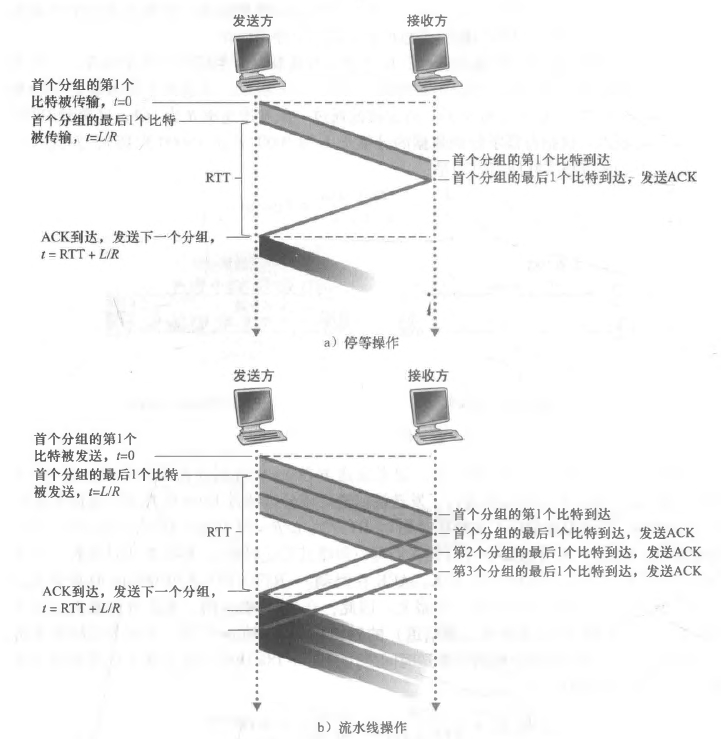 发送方
接收方
首个分组的第1个
比特被传输，t=0
首个分组的最后1个比特
被传输，t=L/R
首个分组的第1个比特到达
首个分组的最后1个比特到达，发送ACK
RTT
ACK到达，发送下一个分组，
t = RTT + L/R
a）停等操作
发送方
接收方
首个分组的第1个
比特被发送，t=0
首个分组的最后1个比特
被发送，t=L/R
首个分组的第1个比特到达
首个分组的最后1个比特到达，发送ACK
RTT
第2个分组的最后1个比特到达，发送ACK
第3个分组的最后1个比特到达，发送ACK
ACK到达，发送下一个分组，
t = RTT + L/R
b）流水线操作